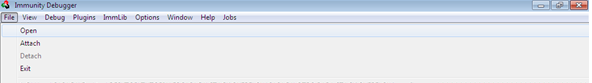 Immunity Debugger
File View Debug Plugins ImmLib Options Window Help Jobs
Open
Attach
Detach
Exit